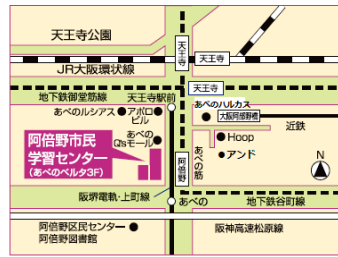 天王寺公園
天王寺
天王寺
JR大阪環状線
天王寺
地下鉄御堂筋線
天王寺駅前
あべのハルカス
あべのルシアス
アポロ
ビル
大阪阿部野橋
近鉄
あべの
Q'sモール
阿倍野市民
学習センター
(あべのベルタ3F)
Hoop
アンド
阿倍野
あべの筋
N
阪堺電軌・上町線
あべの
地下鉄谷町線
阿倍野区民センター
阿倍野図書館
阪神高速松原線